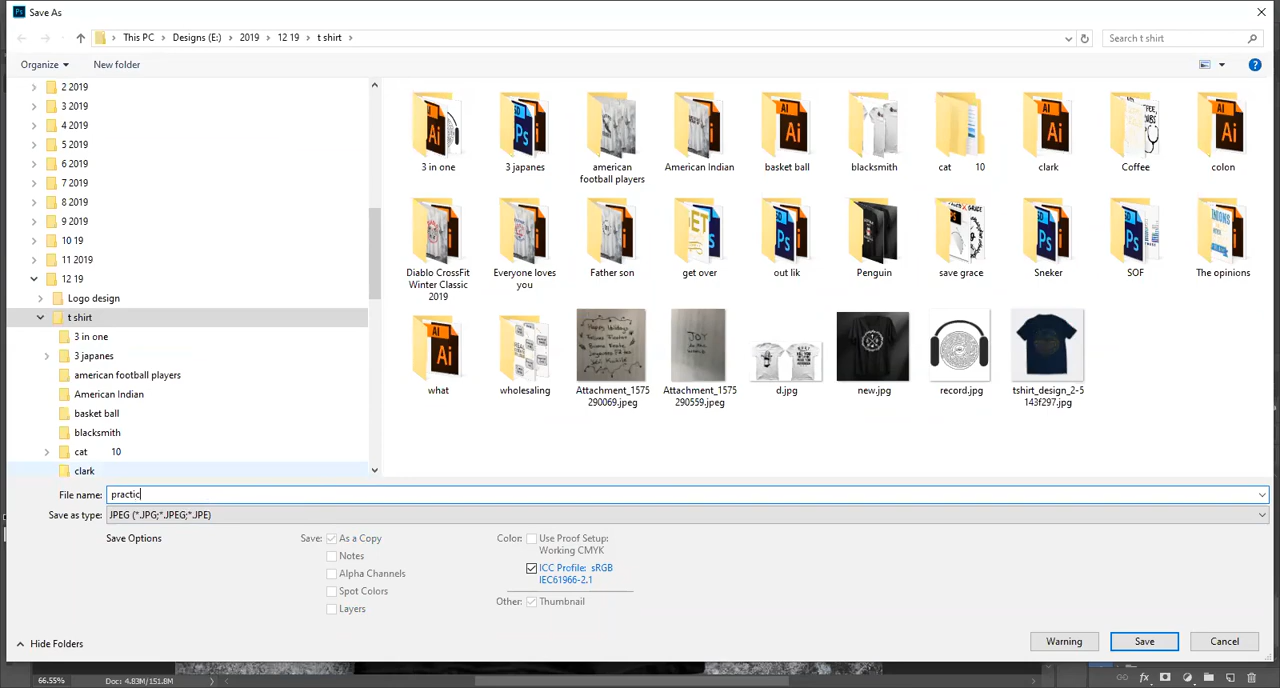 Save As
This PC > Designs (E:) > 2019 > 12 19 > t shirt >
Search t shirt
Organize
New folder
2 2019
3 2019
4 2019
5 2019
6 2019
7 2019
8 2019
9 2019
10 19
11 2019
12 19
Logo design
t shirt
3 in one
3 japanes
american football players
American Indian
basket ball
blacksmith
cat 10
clark
3 in one
3 japanes
american
football players
American Indian
basket ball
blacksmith
cat 10
clark
Coffee
colon
Diablo CrossFit
Winter Classic
2019
Everyone loves
you
Father son
get over
out lik
Penguin
save grace
Sneker
SOF
The opinions
what
wholesaling
Attachment_1575
290069.jpeg
Attachment_1575
290559.jpeg
d.jpg
new.jpg
record.jpg
tshirt_design_2-5
143f297.jpg
File name: practic
Save as type: JPEG (*.JPG;*.JPEG;*.JPE)
Save Options
Save: As a Copy
Notes
Alpha Channels
Spot Colors
Layers
Color: Use Proof Setup:
Working CMYK
ICC Profile: sRGB
IEC61966-2.1
Other: Thumbnail
Hide Folders
Warning
Save
Cancel
66.55%
Doc: 4.83M/151.8M